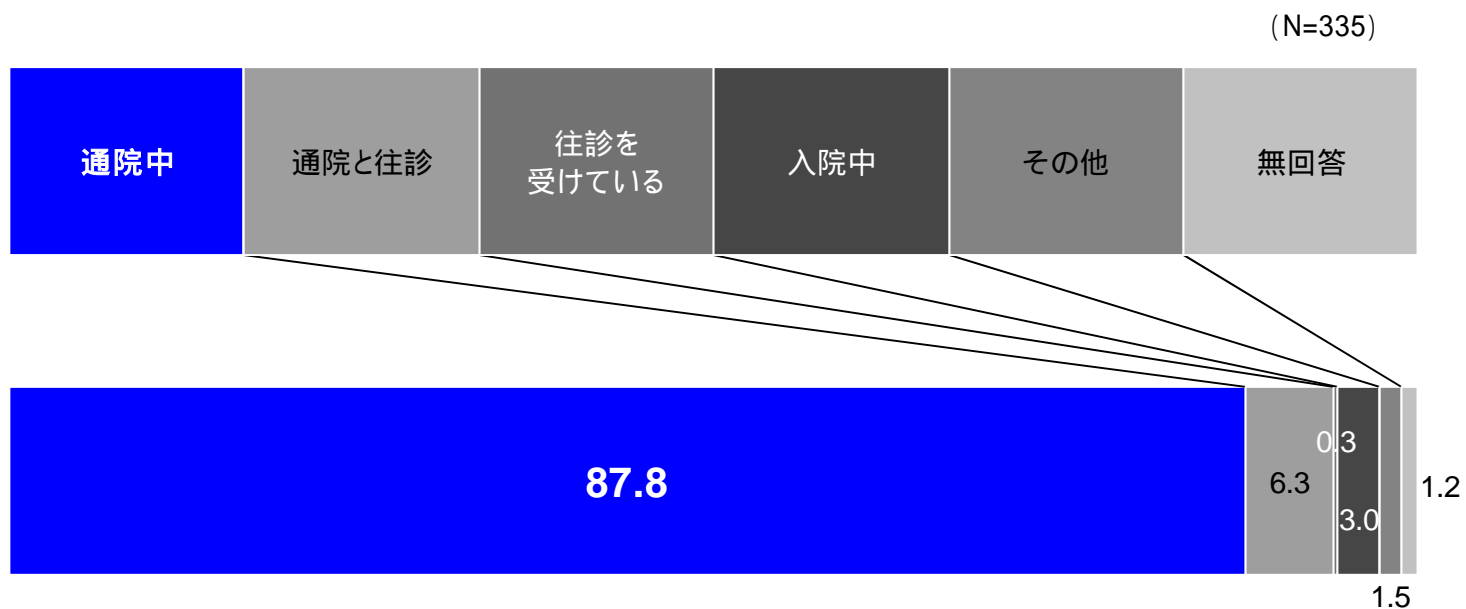 （N=335）
通院中
通院と往診
往診を
受けている
入院中
その他
無回答
87.8
6.3
0.3
3.0
1.5
1.2